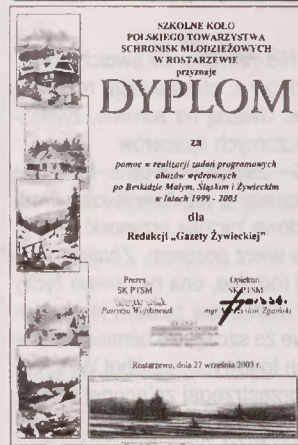 SZKOLNE KOŁO
POLSKIEGO TOWARZYSTWA
SCHRONISK MŁODZIEŻOWYCH
W ROSTARZEWIE
przyznaje
DYPLOM
za
pomoc w realizacji zadań programowych
obozów wędrownych
po Beskidzie Małym, Śląskim i Żywieckim
w latach 1999 - 2003
dla
Redakcji „Gazety Żywieckiej”
Prezes
SK PTSM
Patrycja
Opiekun
SK PTSM
mgr
Rostarzewo, dnia 27 września 2003 r.